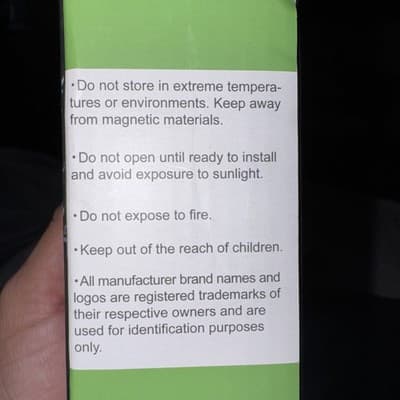 •Do not store in extreme tempera-
tures or environments. Keep away
from magnetic materials.
•Do not open until ready to install
and avoid exposure to sunlight.
•Do not expose to fire.
•Keep out of the reach of children.
•All manufacturer brand names and
logos are registered trademarks of
their respective owners and are
used for identification purposes
only.